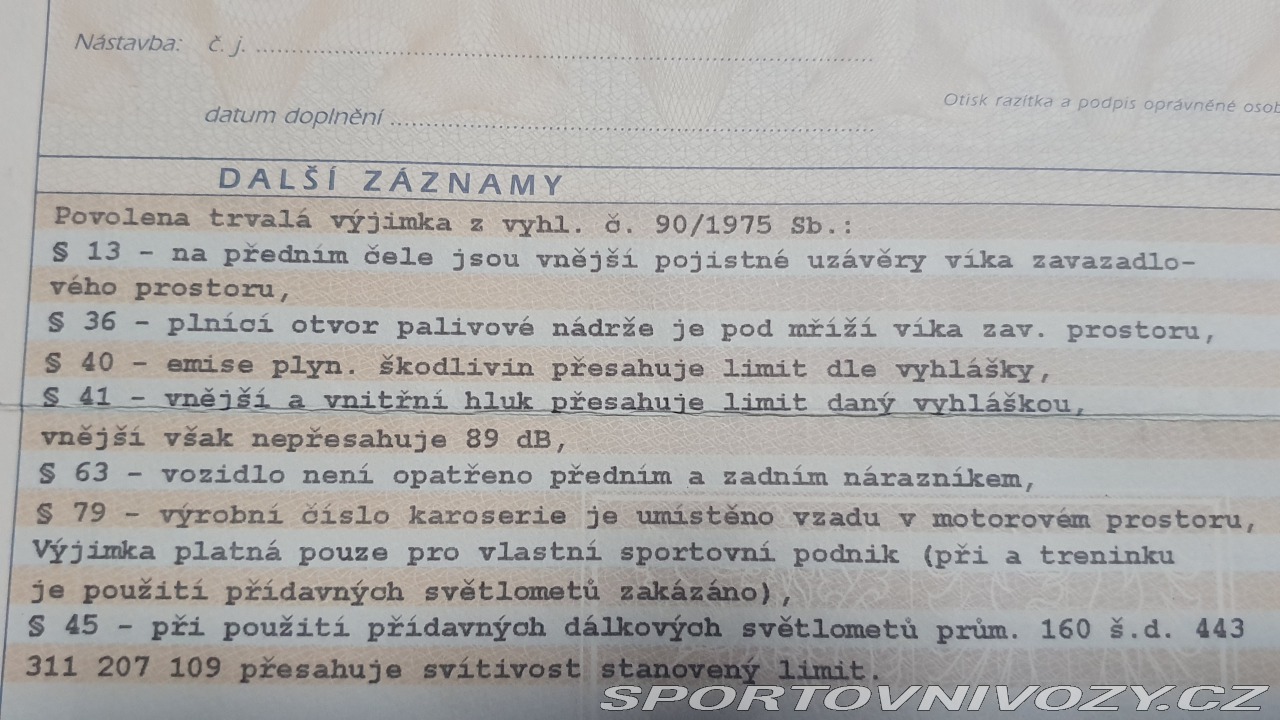 Nástavba: č. j. ..........
Otisk razítka a podpis oprávněné osob
datum doplnění ..........
DALŠÍ ZÁZNAMY
Povolena trvalá výjimka z vyhl. č. 90/1975 Sb.:
§ 13 - na předním čele jsou vnější pojistné uzávěry víka zavazadlo-
vého prostoru,
§ 36 - plnící otvor palivové nádrže je pod mříží víka zav. prostoru,
§ 40 - emise plyn. škodlivin přesahuje limit dle vyhlášky,
§ 41 - vnější a vnitřní hluk přesahuje limit daný vyhláškou,
vnější však nepřesahuje 89 dB,
§ 63 - vozidlo není opatřeno předním a zadním nárazníkem,
§ 79 - výrobní číslo karoserie je umístěno vzadu v motorovém prostoru,
Výjimka platná pouze pro vlastní sportovní podnik (při a treninku
je použití přídavných světlometů zakázáno),
§ 45 - při použití přídavných dálkových světlometů prům. 160 š.d. 443
311 207 109 přesahuje svítivost stanovený limit.
SPORTOVNIVOZY.CZ